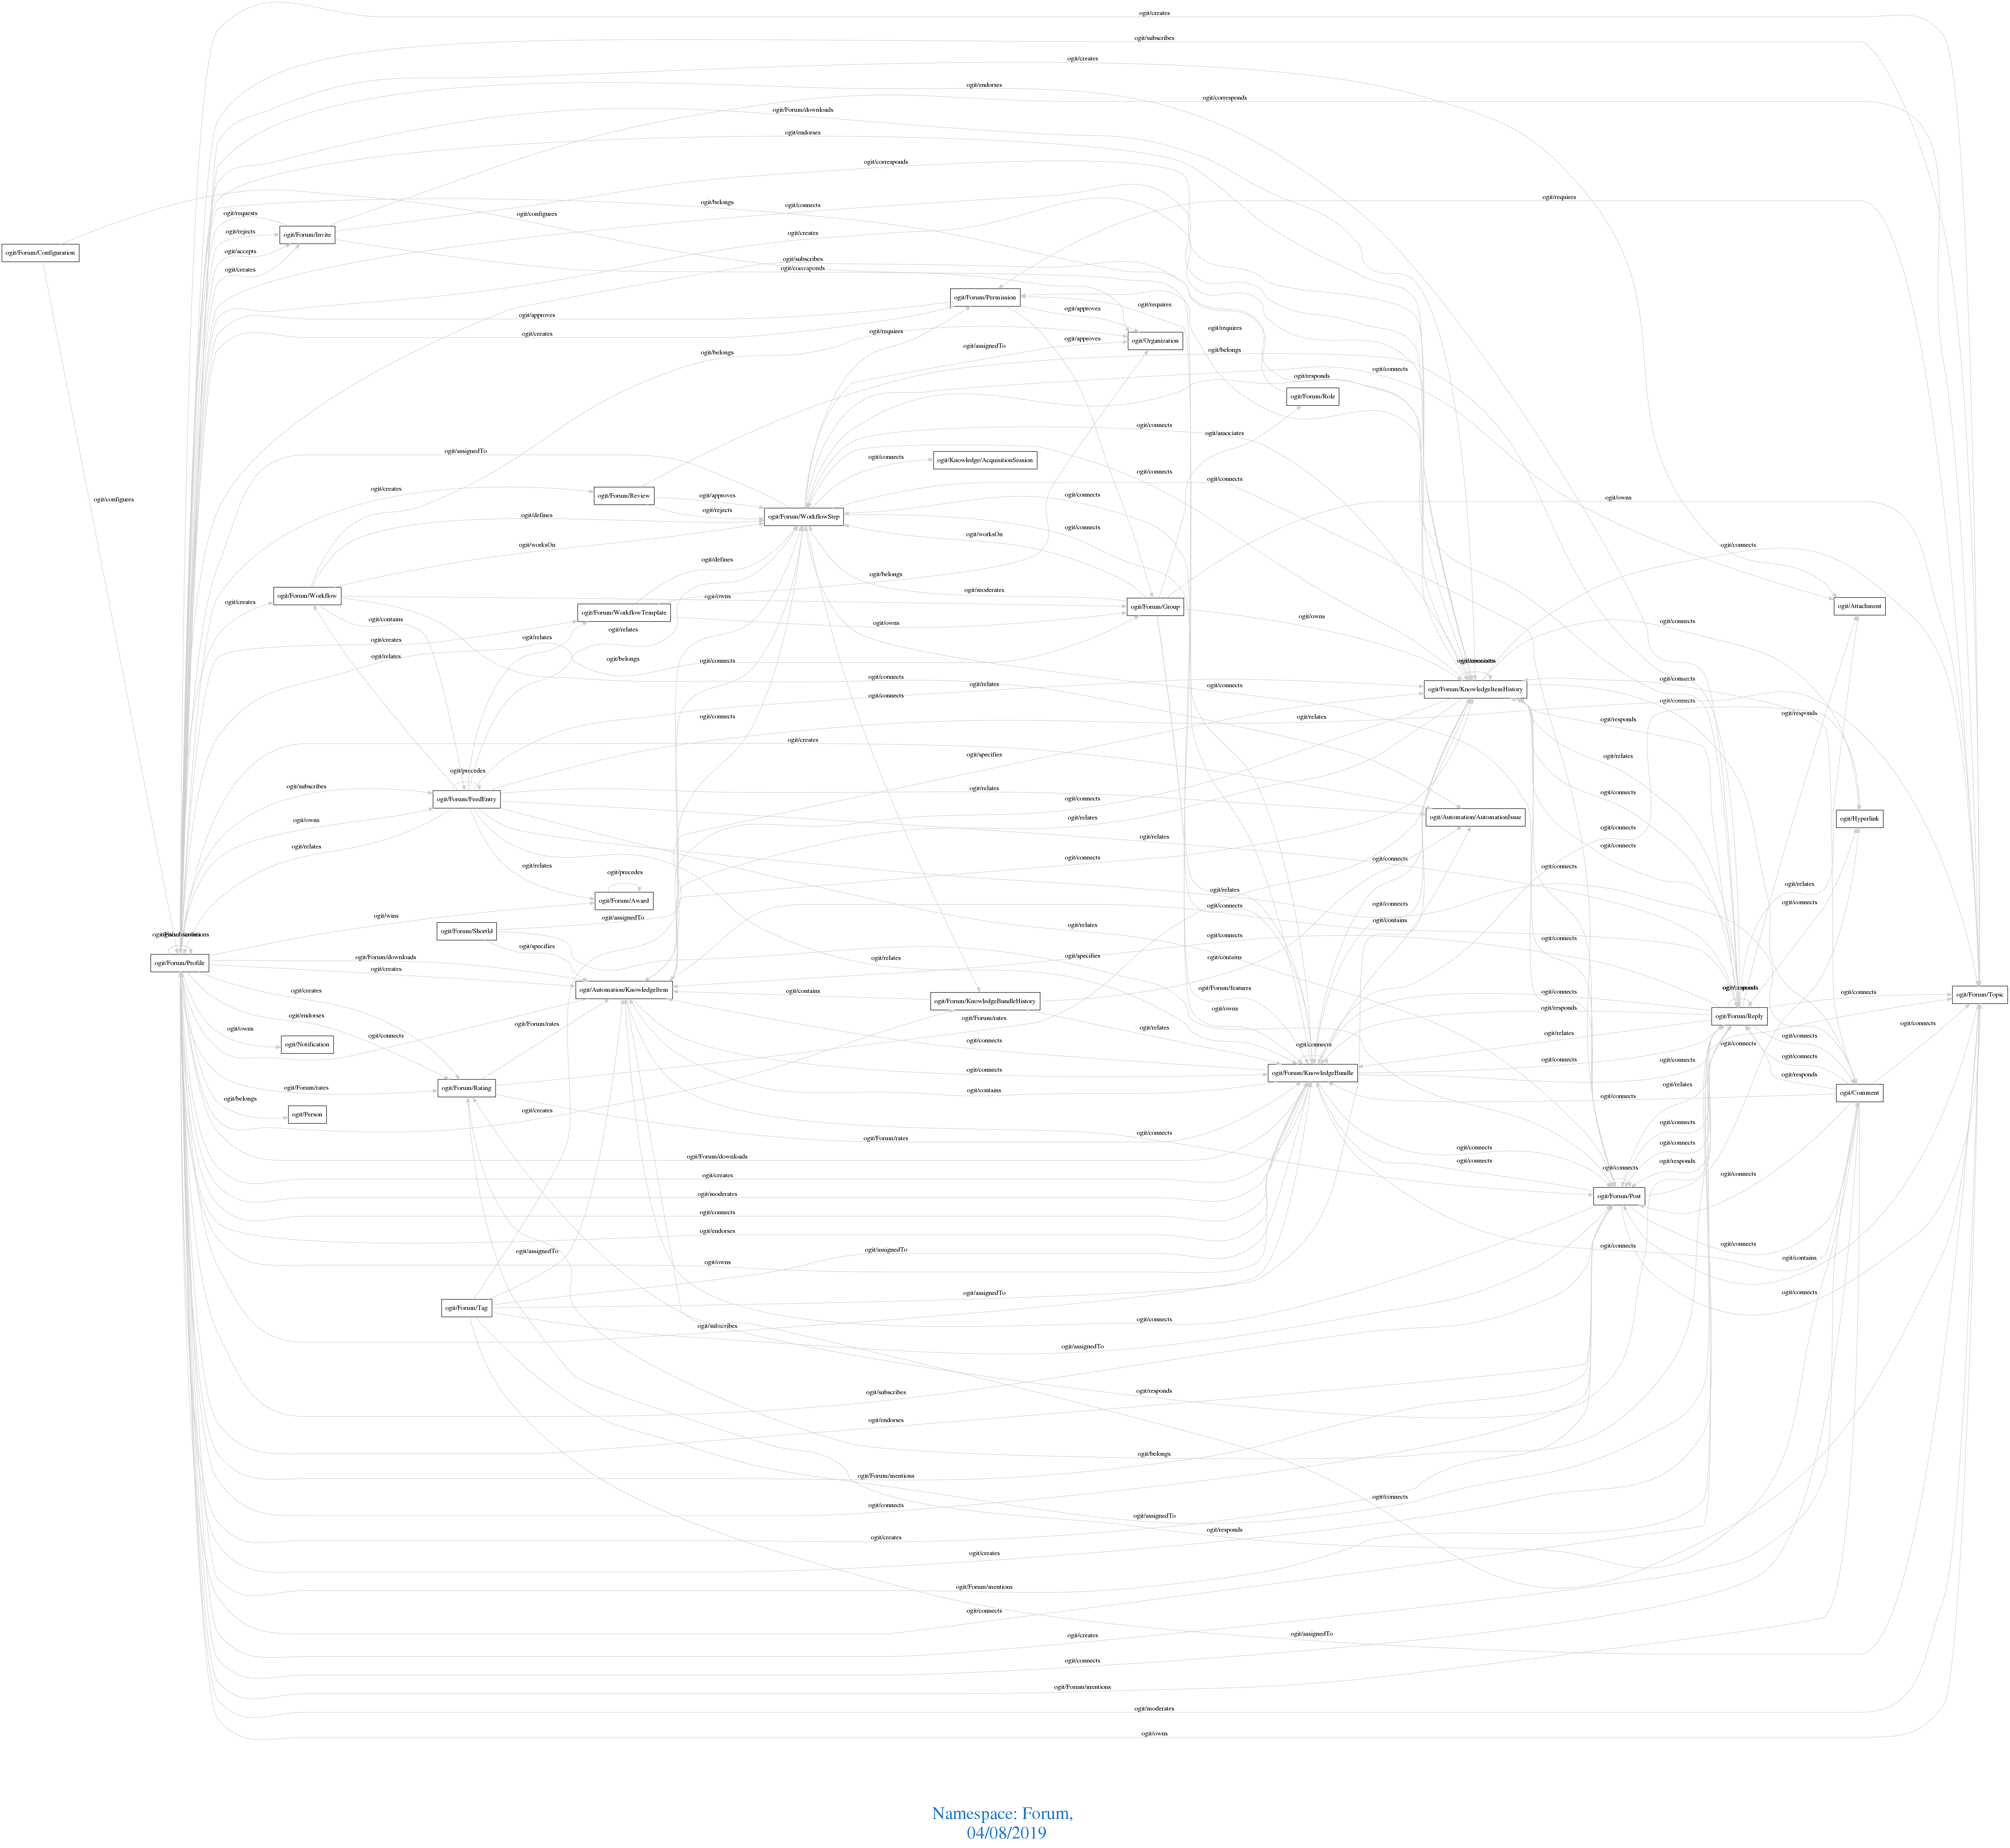 ogit/creates
ogit/subscribes
ogit/creates
ogit/endorses
ogit/corresponds
ogit/Forum/downloads
ogit/endorses
ogit/corresponds
ogit/requires
ogit/belongs
ogit/connects
ogit/configures
ogit/requests
ogit/rejects
ogit/Forum/Invite
ogit/creates
ogit/Forum/Configuration
ogit/accepts
ogit/subscribes
ogit/corresponds
ogit/creates
ogit/Forum/Permission
ogit/requires
ogit/approves
ogit/approves
ogit/creates
ogit/requires
ogit/requires
ogit/Organization
ogit/approves
ogit/assignedTo
ogit/belongs
ogit/belongs
ogit/connects
ogit/responds
ogit/Forum/Role
ogit/connects
ogit/associates
ogit/assignedTo
ogit/connects
ogit/Knowledge/AcquisitionSession
ogit/connects
ogit/creates
ogit/Forum/Review
ogit/approves
ogit/connects
ogit/owns
ogit/configures
ogit/rejects
ogit/defines
ogit/Forum/WorkflowStep
ogit/connects
ogit/worksOn
ogit/worksOn
ogit/connects
ogit/defines
ogit/belongs
ogit/moderates
ogit/Forum/Workflow
ogit/owns
ogit/creates
ogit/Forum/Group
ogit/Attachment
ogit/Forum/WorkflowTemplate
ogit/contains
ogit/owns
ogit/owns
ogit/connects
ogit/relates
ogit/creates
ogit/relates
ogit/relates
ogit/belongs
ogit/connects
ogit/connects
ogit/relates
ogit/connects
ogit/connects
ogit/Forum/KnowledgeItemHistory
ogit/connects
ogit/connects
ogit/connects
ogit/relates
ogit/responds
ogit/responds
ogit/creates
ogit/specifies
ogit/relates
ogit/precedes
ogit/subscribes
ogit/relates
ogit/connects
ogit/Forum/FeedEntry
ogit/connects
ogit/owns
ogit/relates
ogit/Automation/AutomationIssue
ogit/Hyperlink
ogit/connects
ogit/relates
ogit/relates
ogit/connects
ogit/relates
ogit/connects
ogit/connects
ogit/precedes
ogit/relates
ogit/relates
ogit/Forum/Award
ogit/connects
ogit/connects
ogit/connects
ogit/wins
ogit/assignedTo
ogit/contains
ogit/relates
ogit/Forum/ShortId
ogit/connects
ogit/connects
ogit/specifies
ogit/specifies
ogit/contains
ogit/Forum/Profile
ogit/Forum/downloads
ogit/relates
ogit/connects
ogit/creates
ogit/Automation/KnowledgeItem
ogit/Forum/features
ogit/creates
ogit/contains
ogit/connects
ogit/connects
ogit/Forum/Topic
ogit/Forum/KnowledgeBundleHistory
ogit/owns
ogit/responds
ogit/endorses
ogit/Forum/rates
ogit/Forum/Reply
ogit/connects
ogit/owns
ogit/connects
ogit/Forum/rates
ogit/relates
ogit/relates
ogit/connects
ogit/Notification
ogit/connects
ogit/connects
ogit/connects
ogit/connects
ogit/connects
ogit/connects
ogit/Forum/KnowledgeBundle
ogit/responds
ogit/Forum/rates
ogit/Forum/Rating
ogit/contains
ogit/relates
ogit/Comment
ogit/belongs
ogit/connects
ogit/Person
ogit/creates
ogit/connects
ogit/connects
ogit/Forum/rates
ogit/connects
ogit/connects
ogit/Forum/downloads
ogit/connects
ogit/responds
ogit/connects
ogit/creates
ogit/connects
ogit/moderates
ogit/Forum/Post
ogit/connects
ogit/endorses
ogit/connects
ogit/connects
ogit/assignedTo
ogit/assignedTo
ogit/contains
ogit/owns
ogit/assignedTo
ogit/connects
ogit/Forum/Tag
ogit/connects
ogit/subscribes
ogit/assignedTo
ogit/subscribes
ogit/responds
ogit/endorses
ogit/belongs
ogit/Forum/mentions
ogit/connects
ogit/connects
ogit/assignedTo
ogit/responds
ogit/creates
ogit/creates
ogit/Forum/mentions
ogit/connects
ogit/creates
ogit/assignedTo
ogit/connects
ogit/Forum/mentions
ogit/moderates
ogit/owns
Namespace: Forum,
04/08/2019